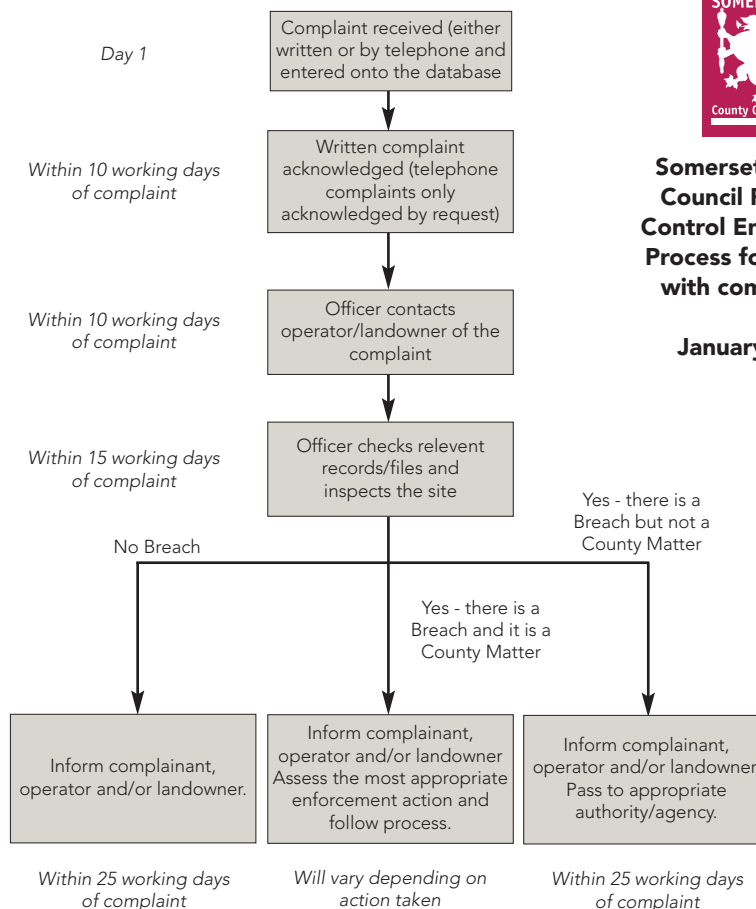 Day 1
Complaint received (either
written or by telephone and
entered onto the database
Within 10 working days
of complaint
Written complaint
acknowledged (telephone
complaints only
acknowledged by request)
Within 10 working days
of complaint
Officer contacts
operator/landowner of the
complaint
Within 15 working days
of complaint
Officer checks relevent
records/files and
inspects the site
No Breach
Yes - there is a
Breach and it is a
County Matter
Yes - there is a
Breach but not a
County Matter
Inform complainant,
operator and/or landowner.
Within 25 working days
of complaint
Inform complainant,
operator and/or landowner
Assess the most appropriate
enforcement action and
follow process.
Will vary depending on
action taken
Inform complainant,
operator and/or landowner
Pass to appropriate
authority/agency.
Within 25 working days
of complaint
County
Somerset
Council
Control
Process
with
January